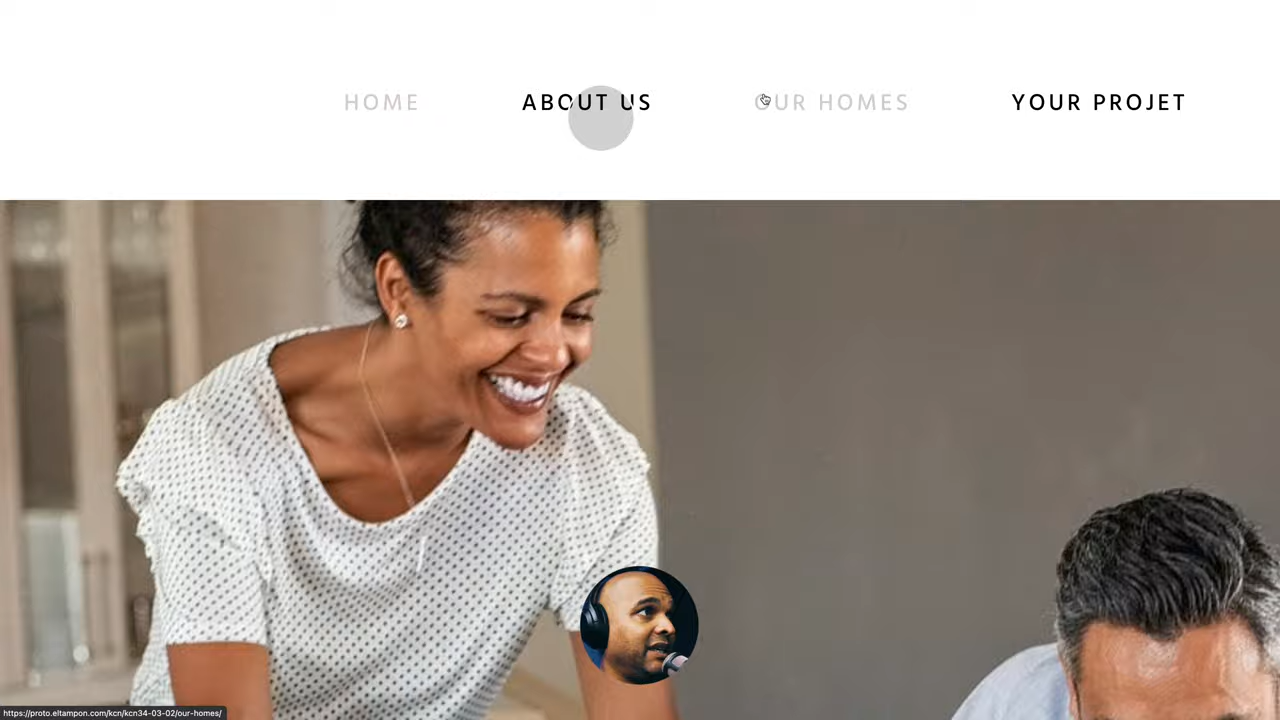 HOME
ABOUT US
OUR HOMES
YOUR PROJET
https://proto.eltampon.com/kcn/kcn34-03-02/our-homes/